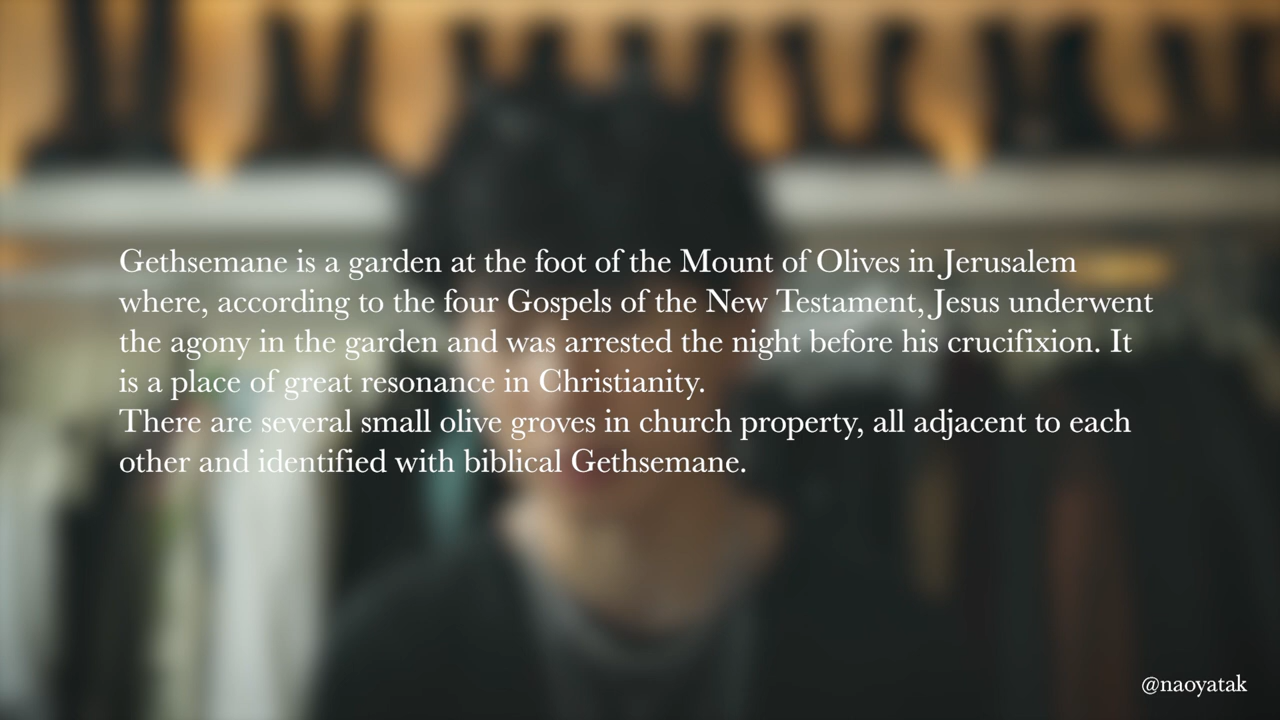 Gethsemane is a garden at the foot of the Mount of Olives in Jerusalem
where, according to the four Gospels of the New Testament, Jesus underwent
the agony in the garden and was arrested the night before his crucifixion. It
is a place of great resonance in Christianity.
There are several small olive groves in church property, all adjacent to each
other and identified with biblical Gethsemane.
@naoyatak